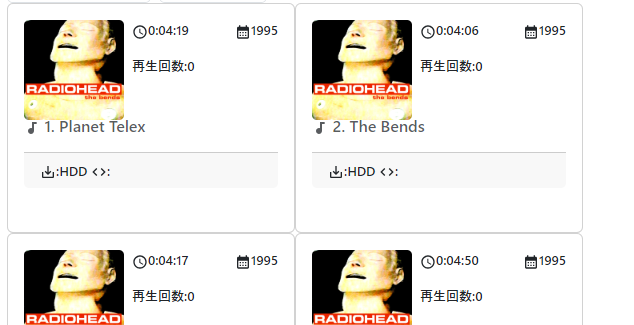 0:04:19 1995
再生回数:0
RADIOHEAD
the bends
1. Planet Telex
:HDD <>:
0:04:06 1995
再生回数:0
RADIOHEAD
the bends
2. The Bends
:HDD <>:
0:04:17 1995
再生回数:0
RADIOHEAD
0:04:50 1995
再生回数:0
RADIOHEAD